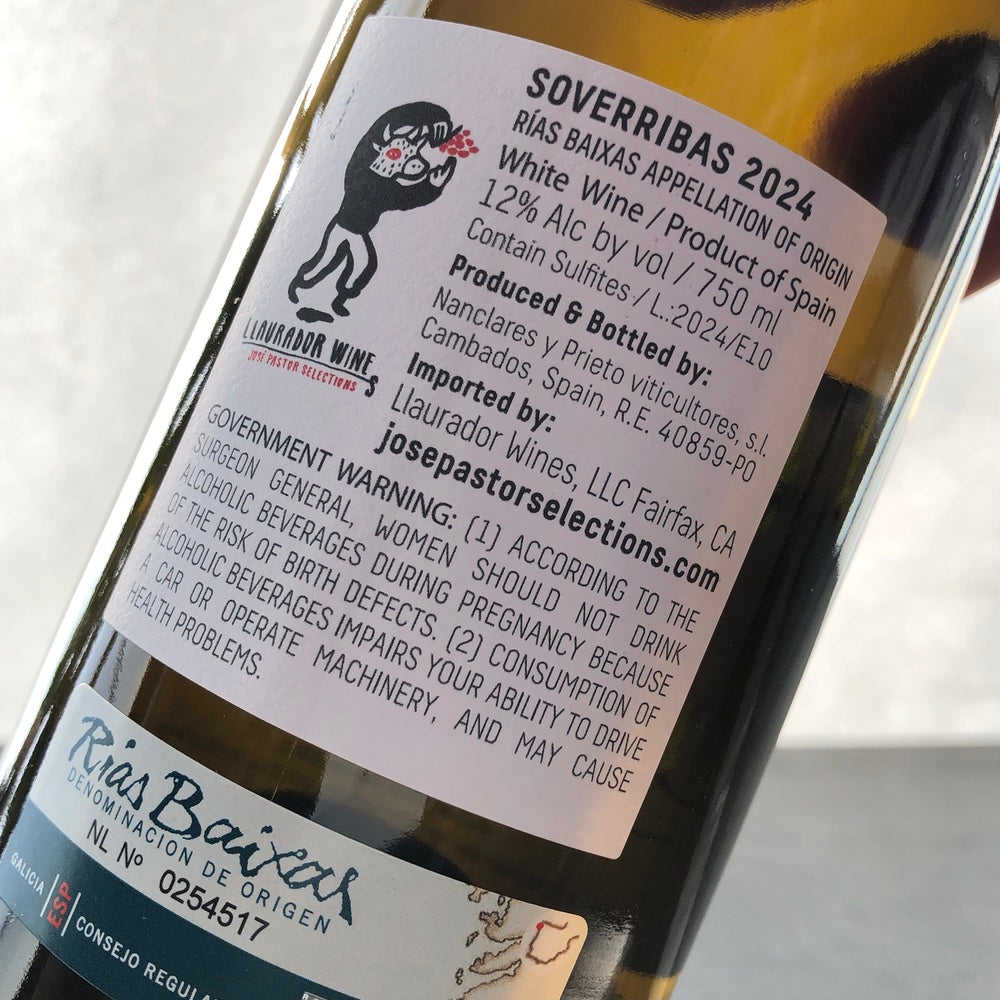 SOVERRIBAS 2024
RÍAS BAIXAS APPELLATION OF ORIGIN
White Wine / Product of Spain
12% Alc by vol / 750 ml
Contain Sulfites / L.:2024/E10
Produced & Bottled by:
Nanclares y Prieto viticultores, s.l.
Cambados, Spain, R.E. 40859-PO
Imported by:
Llaurador Wines, LLC Fairfax, CA
josepastorselections.com
LLAURADOR WINES
JOSÉ PASTOR SELECTIONS
GOVERNMENT WARNING: (1) ACCORDING TO THE
SURGEON GENERAL, WOMEN SHOULD NOT DRINK
ALCOHOLIC BEVERAGES DURING PREGNANCY BECAUSE
OF THE RISK OF BIRTH DEFECTS. (2) CONSUMPTION OF
ALCOHOLIC BEVERAGES IMPAIRS YOUR ABILITY TO DRIVE
A CAR OR OPERATE MACHINERY, AND MAY CAUSE
HEALTH PROBLEMS.
Rías Baixas
DENOMINACION DE ORIGEN
NL Nº 0254517
GALICIA
ESP
CONSEJO